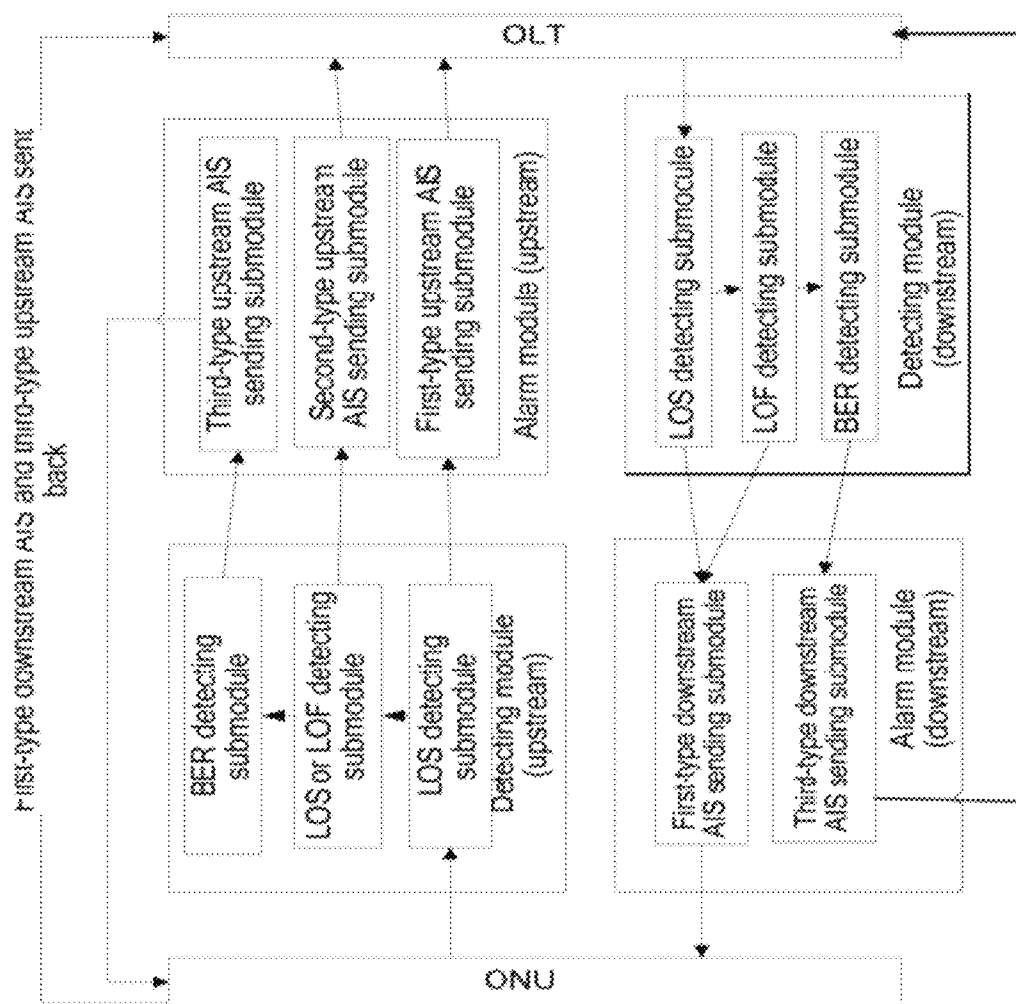 First-type downstream AIS and third-type upstream AIS sent
back
OLT
Third-type upstream AIS
sending submodule
Second-type upstream
AIS sending submodule
First-type upstream AIS
sending submodule
Alarm module (upstream)
LOS detecting submocule
LOF detecting submodule
BER detecting submodule
Detecting module
(downstream)
BER detecting
submodule
LOS or LOF detecting
submodule
LOS detecting
submodule
Detecting module
(upstream)
First-type downstream
AIS sending submodule
Third-type downstream
AIS sending submodule
Alarm module
(downstream)
ONU